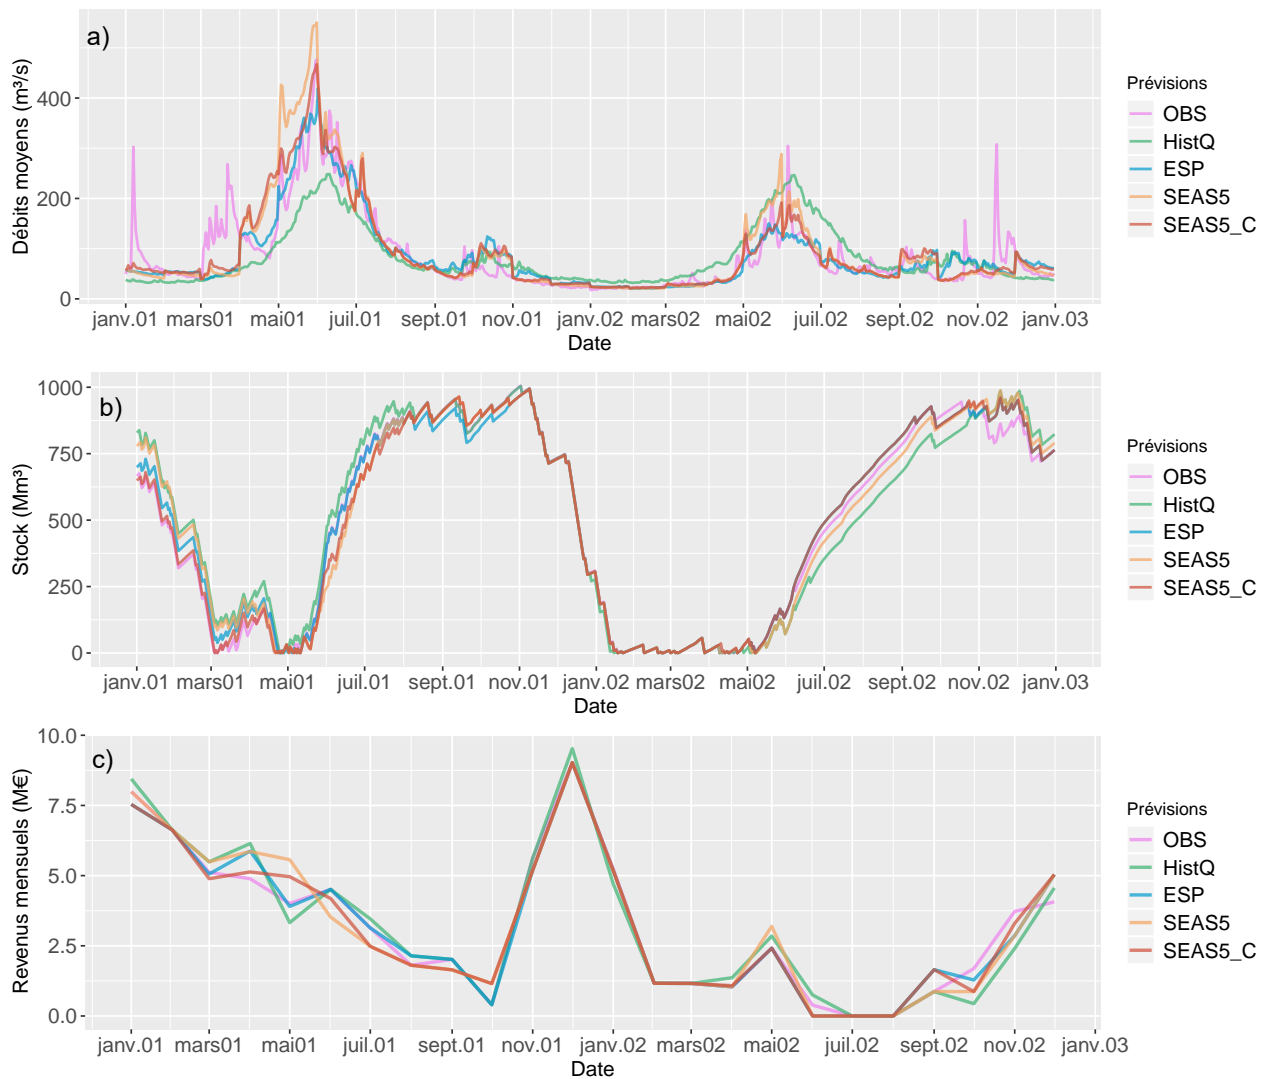 a)
Débits moyens (m³/s)
400
200
0
janv.01 mars01 mai01 juil.01 sept.01 nov.01 janv.02 mars02 mai02 juil.02 sept.02 nov.02 janv.03
Date
Prévisions
OBS
HistQ
ESP
SEAS5
SEAS5_C
b)
Stock (Mm³)
1000
750
500
250
0
janv.01 mars01 mai01 juil.01 sept.01 nov.01 janv.02 mars02 mai02 juil.02 sept.02 nov.02 janv.03
Date
Prévisions
OBS
HistQ
ESP
SEAS5
SEAS5_C
c)
Revenus mensuels (M€)
10.0
7.5
5.0
2.5
0.0
janv.01 mars01 mai01 juil.01 sept.01 nov.01 janv.02 mars02 mai02 juil.02 sept.02 nov.02 janv.03
Date
Prévisions
OBS
HistQ
ESP
SEAS5
SEAS5_C